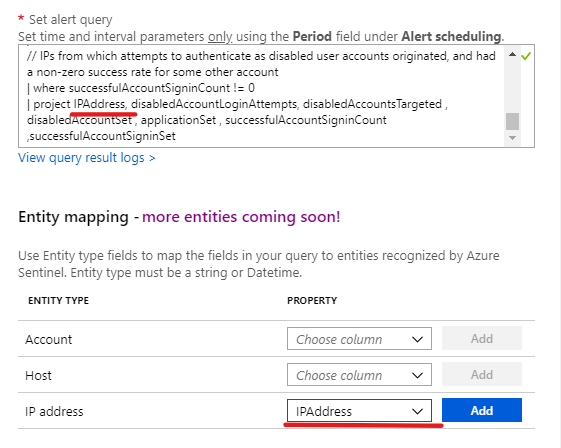 * Set alert query
Set time and interval parameters only using the Period field under Alert scheduling.
// IPs from which attempts to authenticate as disabled user accounts originated, and had
a non-zero success rate for some other account
| where successfulAccountSigninCount != 0
| project IPAddress, disabledAccountLoginAttempts, disabledAccountsTargeted ,
disabledAccountSet , applicationSet , successfulAccountSigninCount
,successfulAccountSigninSet
View query result logs >
Entity mapping - more entities coming soon!
Use Entity type fields to map the fields in your query to entities recognized by Azure
Sentinel. Entity type must be a string or Datetime.
ENTITY TYPE PROPERTY
Account Choose column Add
Host Choose column Add
IP address IPAddress Add